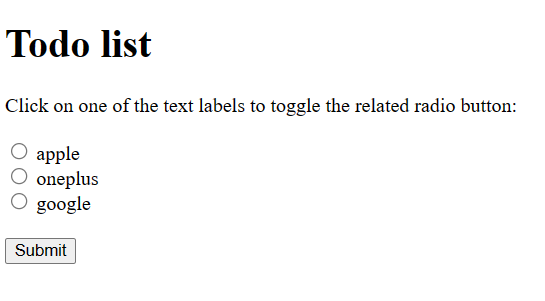 Todo list
Click on one of the text labels to toggle the related radio button:
apple
oneplus
google
Submit